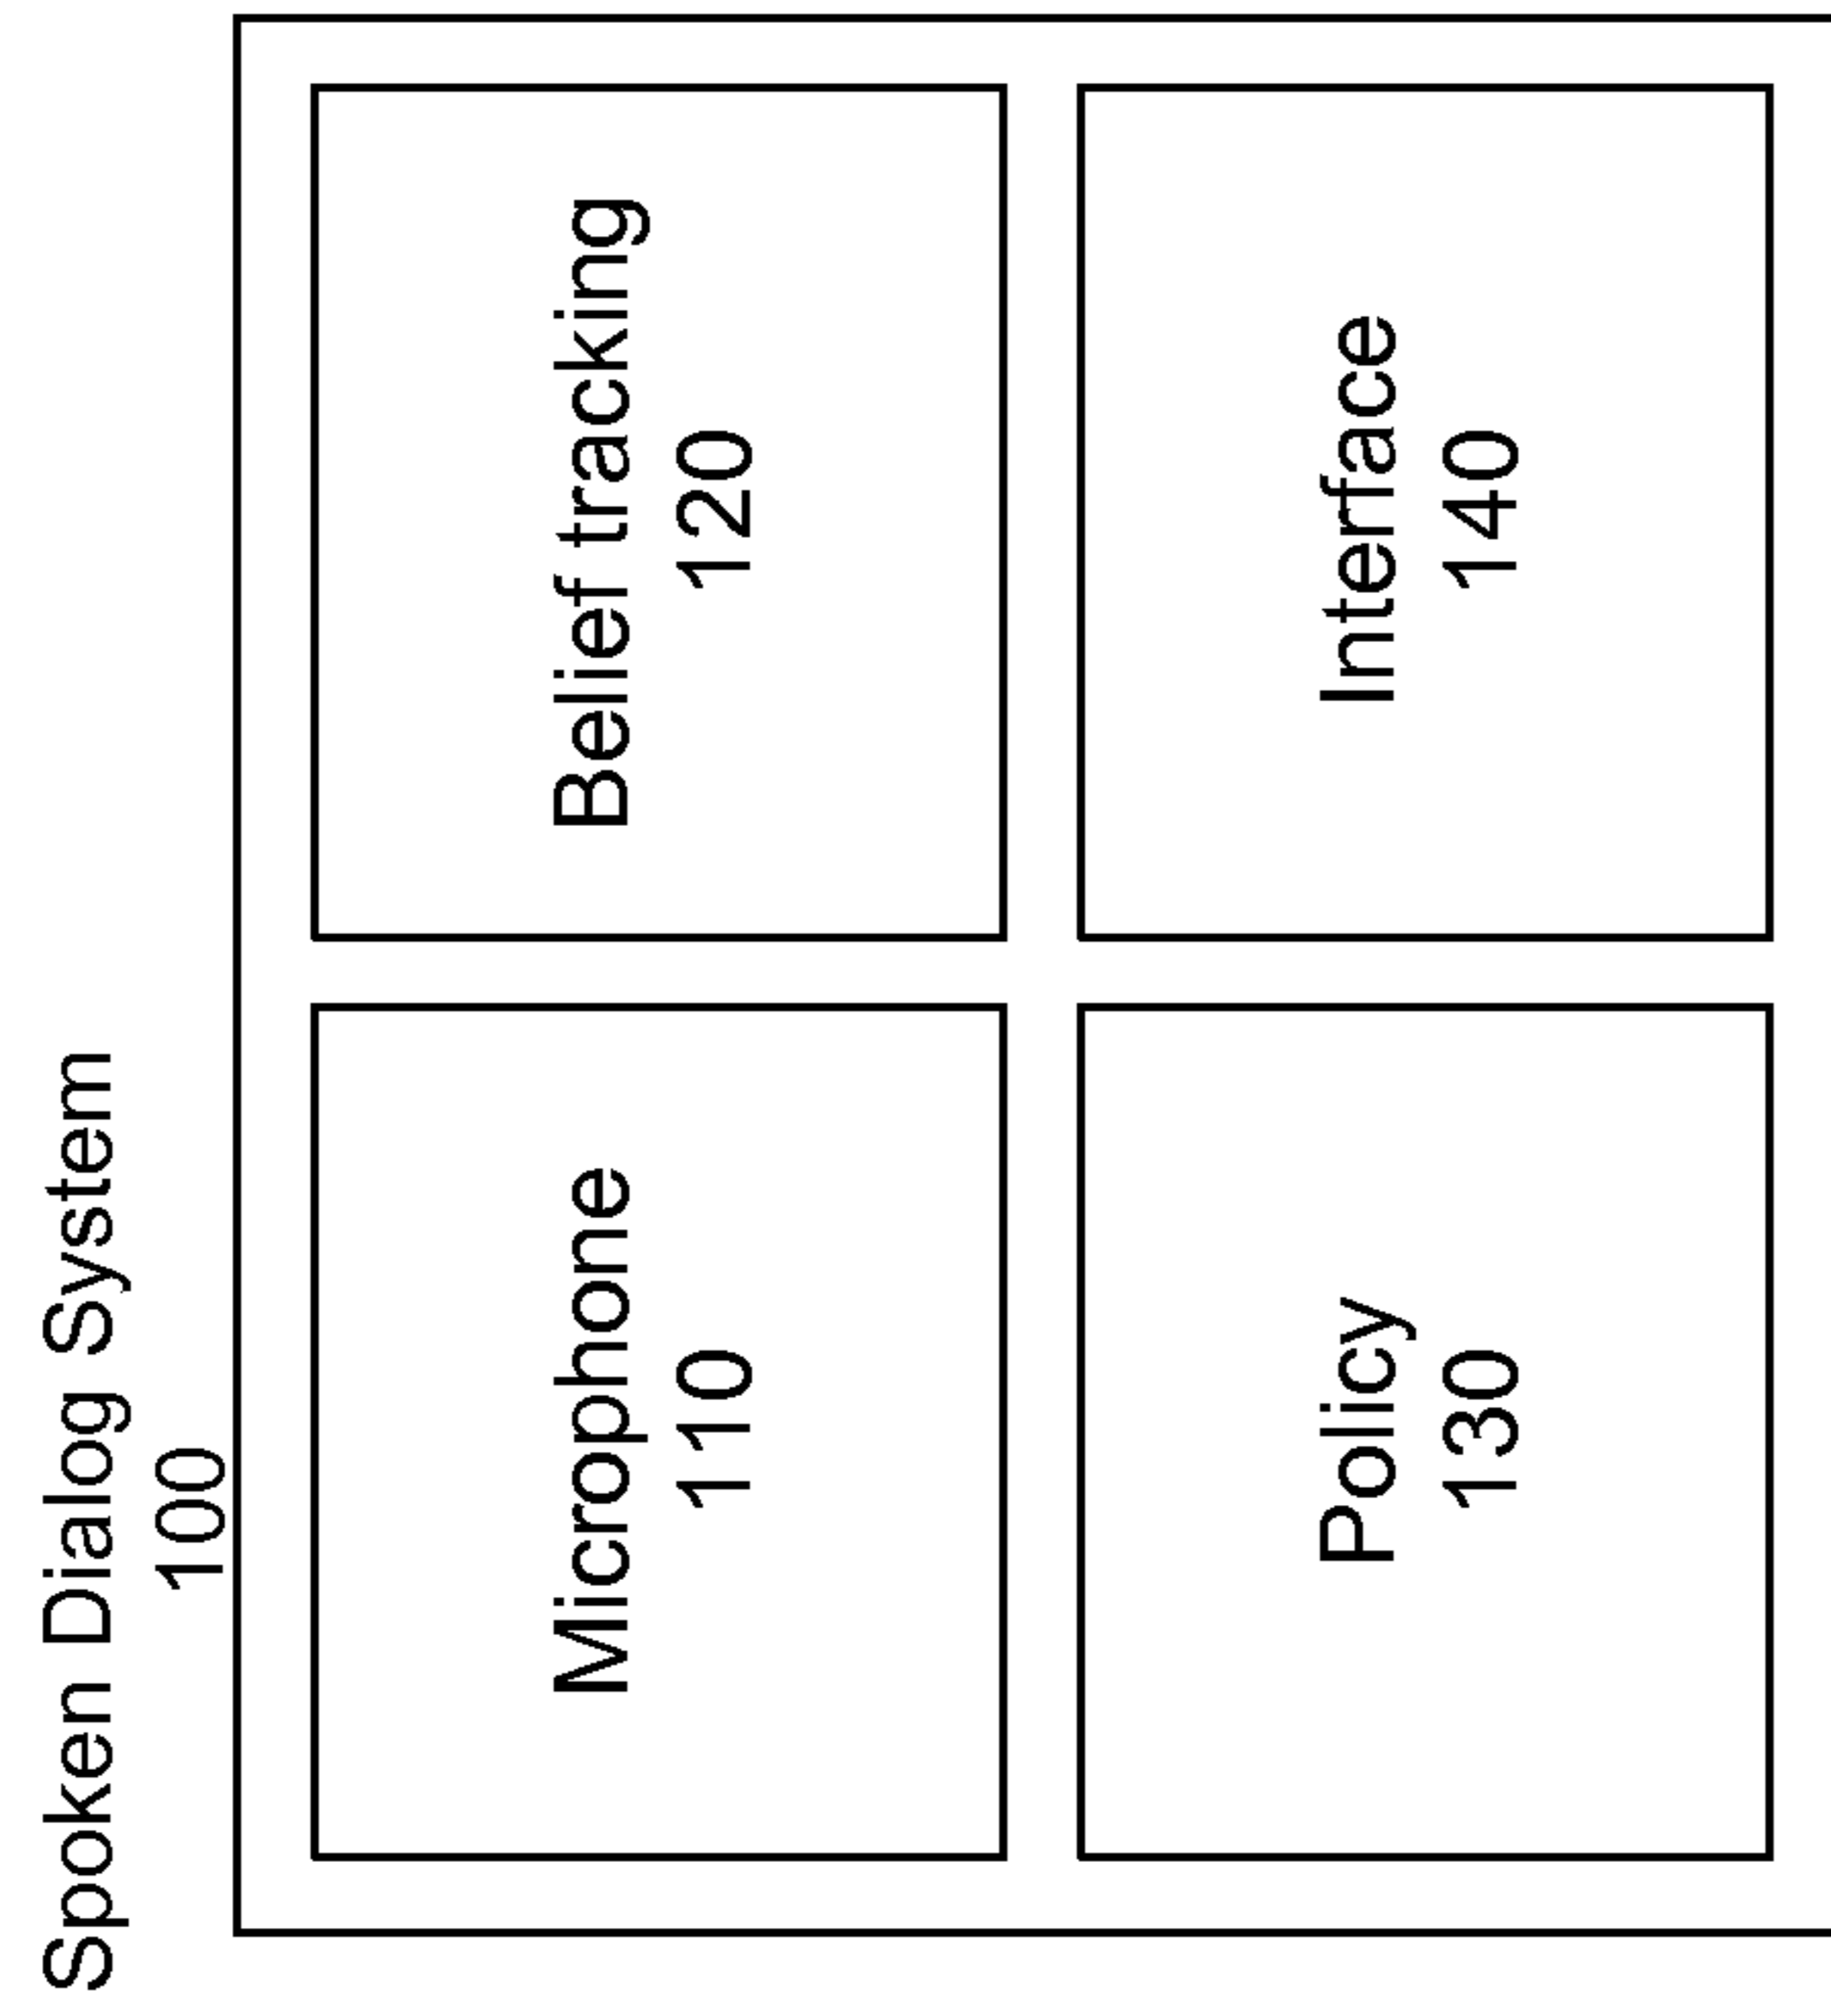 Spoken Dialog System
100
Microphone
110
Belief tracking
120
Policy
130
Interface
140